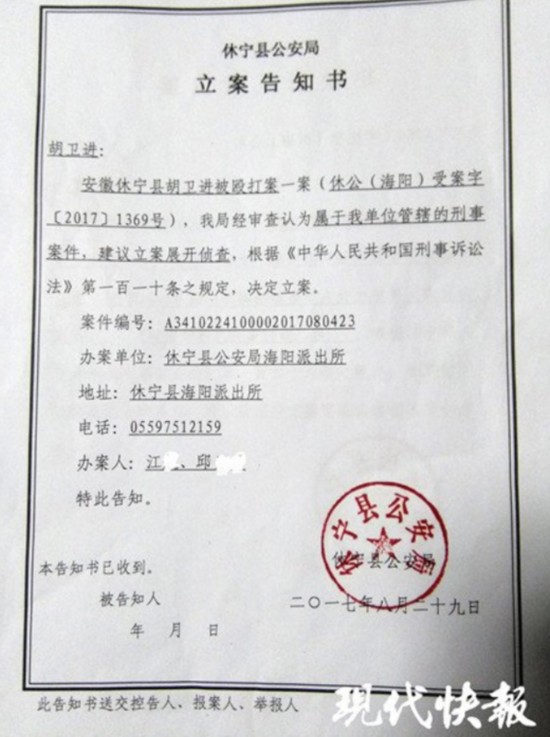 休宁县公安局
立案告知书
胡卫进:
安徽休宁县胡卫进被殴打案一案(休公(海阳)受案字
〔2017〕1369号),我局经审查认为属于我单位管辖的刑事
案件,建议立案展开侦查,根据《中华人民共和国刑事诉讼
法》第一百一十条之规定,决定立案.
案件编号:A3410224100002017080423
办案单位:休宁县公安局海阳派出所
地址:休宁县海阳派出所
电话:05597512159
办案人:江、邱
特此告知.
休宁县公安局
休宁县公安局
本告知书已收到.
被告知人
二〇一七年八月二十九日
年 月 日
此告知书送交控告人、报案人、举报人
现代快报